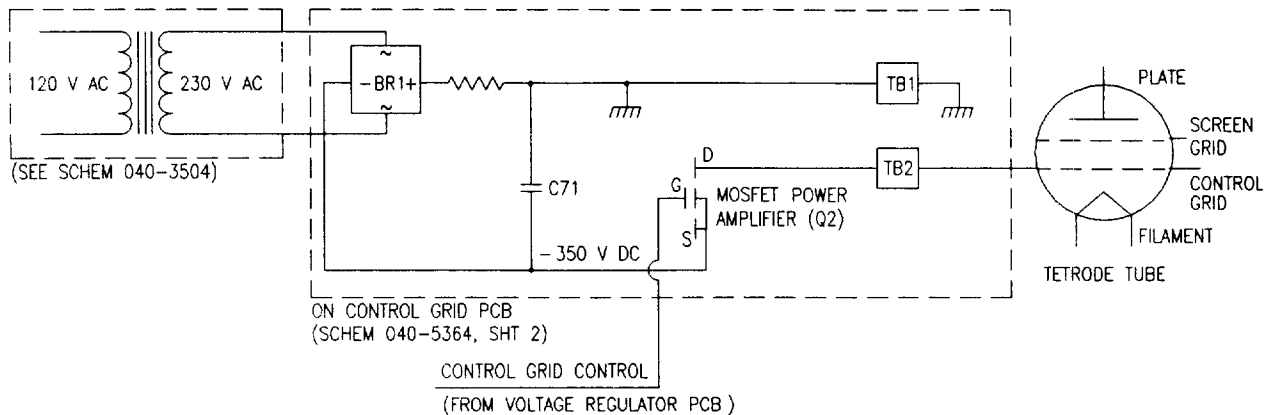 120 V AC
230 V AC
(SEE SCHEM 040-3504)
~
-BR1+
~
C71
-350 V DC
D
G
S
MOSFET POWER
AMPLIFIER (Q2)
TB1
TB2
PLATE
SCREEN
GRID
CONTROL
GRID
FILAMENT
TETRODE TUBE
ON CONTROL GRID PCB
(SCHEM 040-5364, SHT 2)
CONTROL GRID CONTROL
(FROM VOLTAGE REGULATOR PCB)